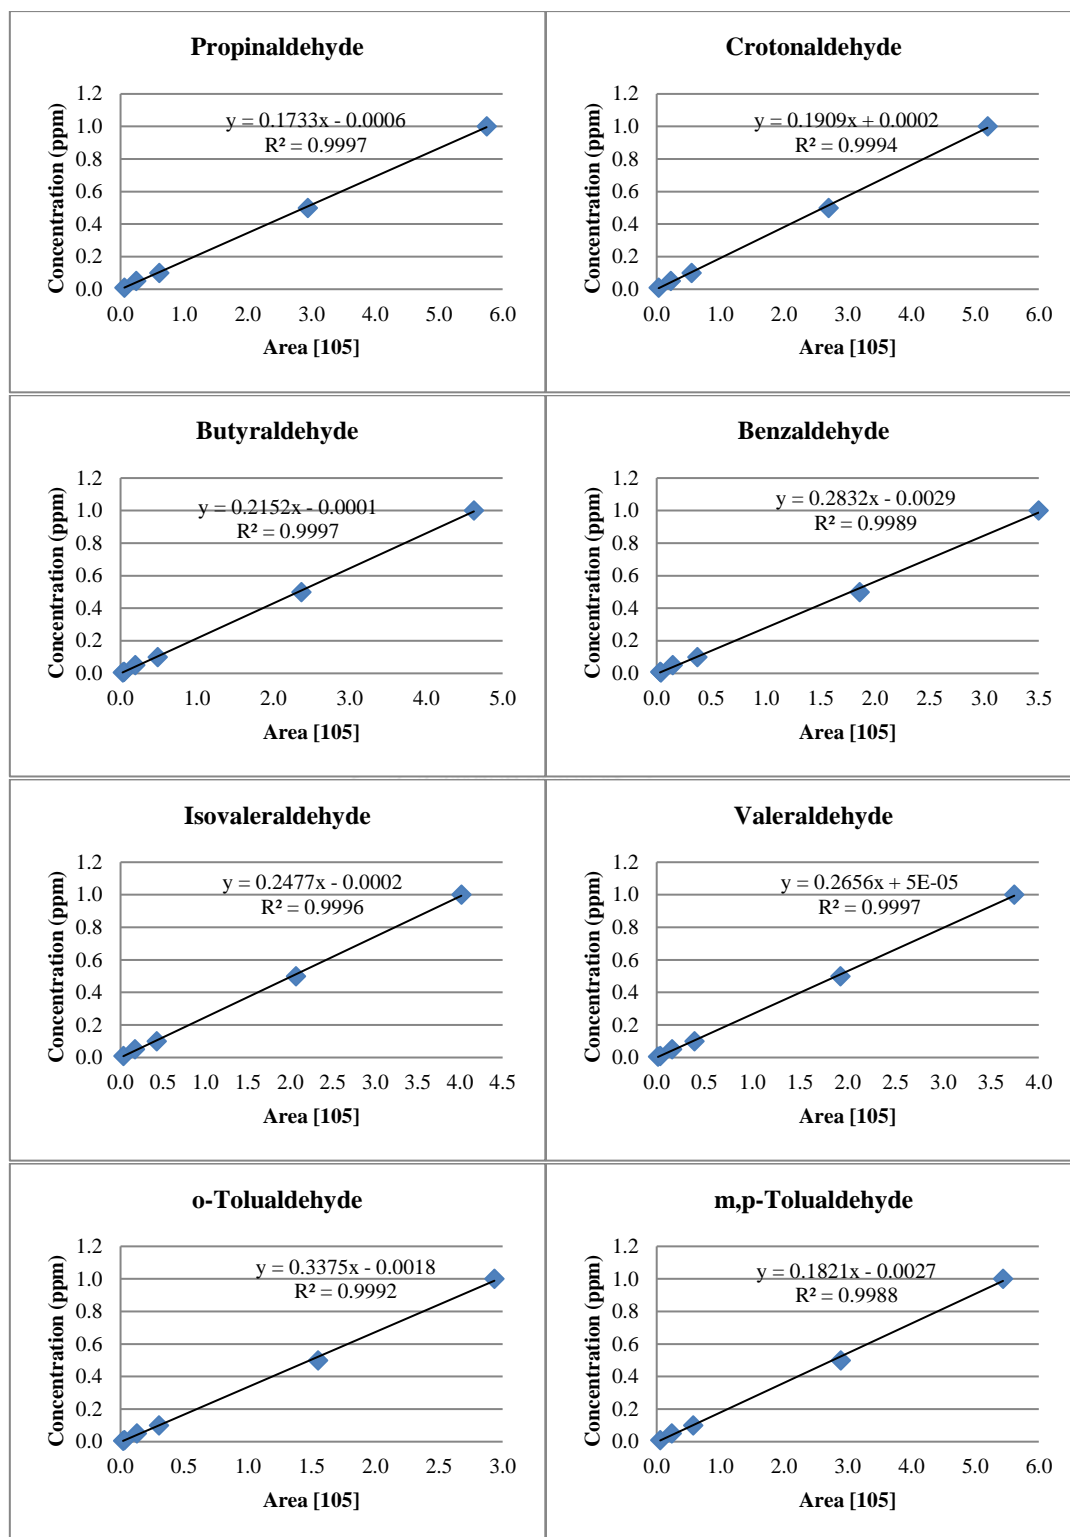 Propinaldehyde
Concentration (ppm)
1.2
1.0
0.8
0.6
0.4
0.2
0.0
y = 0.1733x - 0.0006
R² = 0.9997
0.0 1.0 2.0 3.0 4.0 5.0 6.0
Area [105]
Crotonaldehyde
Concentration (ppm)
1.2
1.0
0.8
0.6
0.4
0.2
0.0
y = 0.1909x + 0.0002
R² = 0.9994
0.0 1.0 2.0 3.0 4.0 5.0 6.0
Area [105]
Butyraldehyde
Concentration (ppm)
1.2
1.0
0.8
0.6
0.4
0.2
0.0
y = 0.2152x - 0.0001
R² = 0.9997
0.0 1.0 2.0 3.0 4.0 5.0
Area [105]
Benzaldehyde
Concentration (ppm)
1.2
1.0
0.8
0.6
0.4
0.2
0.0
y = 0.2832x - 0.0029
R² = 0.9989
0.0 0.5 1.0 1.5 2.0 2.5 3.0 3.5
Area [105]
Isovaleraldehyde
Concentration (ppm)
1.2
1.0
0.8
0.6
0.4
0.2
0.0
y = 0.2477x - 0.0002
R² = 0.9996
0.0 0.5 1.0 1.5 2.0 2.5 3.0 3.5 4.0 4.5
Area [105]
Valeraldehyde
Concentration (ppm)
1.2
1.0
0.8
0.6
0.4
0.2
0.0
y = 0.2656x + 5E-05
R² = 0.9997
0.0 0.5 1.0 1.5 2.0 2.5 3.0 3.5 4.0
Area [105]
o-Tolualdehyde
Concentration (ppm)
1.2
1.0
0.8
0.6
0.4
0.2
0.0
y = 0.3375x - 0.0018
R² = 0.9992
0.0 0.5 1.0 1.5 2.0 2.5 3.0
Area [105]
m,p-Tolualdehyde
Concentration (ppm)
1.2
1.0
0.8
0.6
0.4
0.2
0.0
y = 0.1821x - 0.0027
R² = 0.9988
0.0 1.0 2.0 3.0 4.0 5.0 6.0
Area [105]